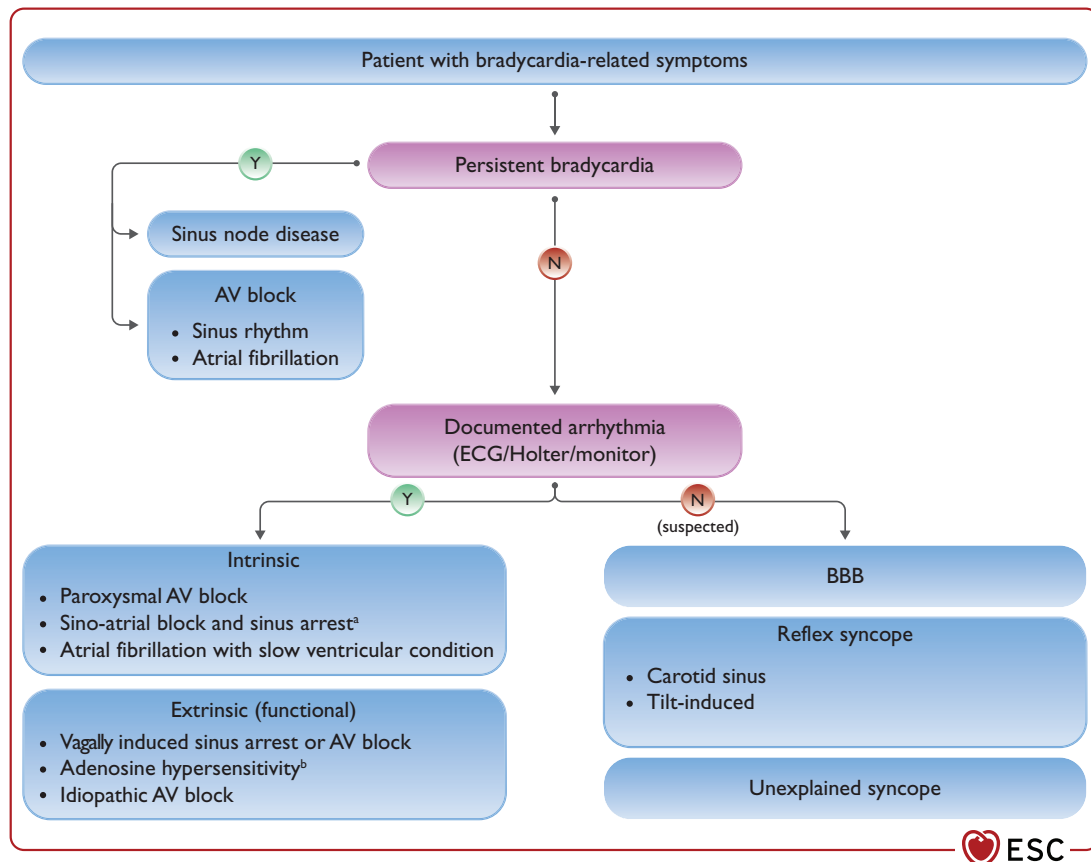 Patient with bradycardia-related symptoms
Persistent bradycardia
Y
Sinus node disease
AV block
• Sinus rhythm
• Atrial fibrillation
N
Documented arrhythmia
(ECG/Holter/monitor)
Y
N
(suspected)
Intrinsic
• Paroxysmal AV block
• Sino-atrial block and sinus arrestᵃ
• Atrial fibrillation with slow ventricular condition
Extrinsic (functional)
• Vagally induced sinus arrest or AV block
• Adenosine hypersensitivityᵇ
• Idiopathic AV block
BBB
Reflex syncope
• Carotid sinus
• Tilt-induced
Unexplained syncope
ESC